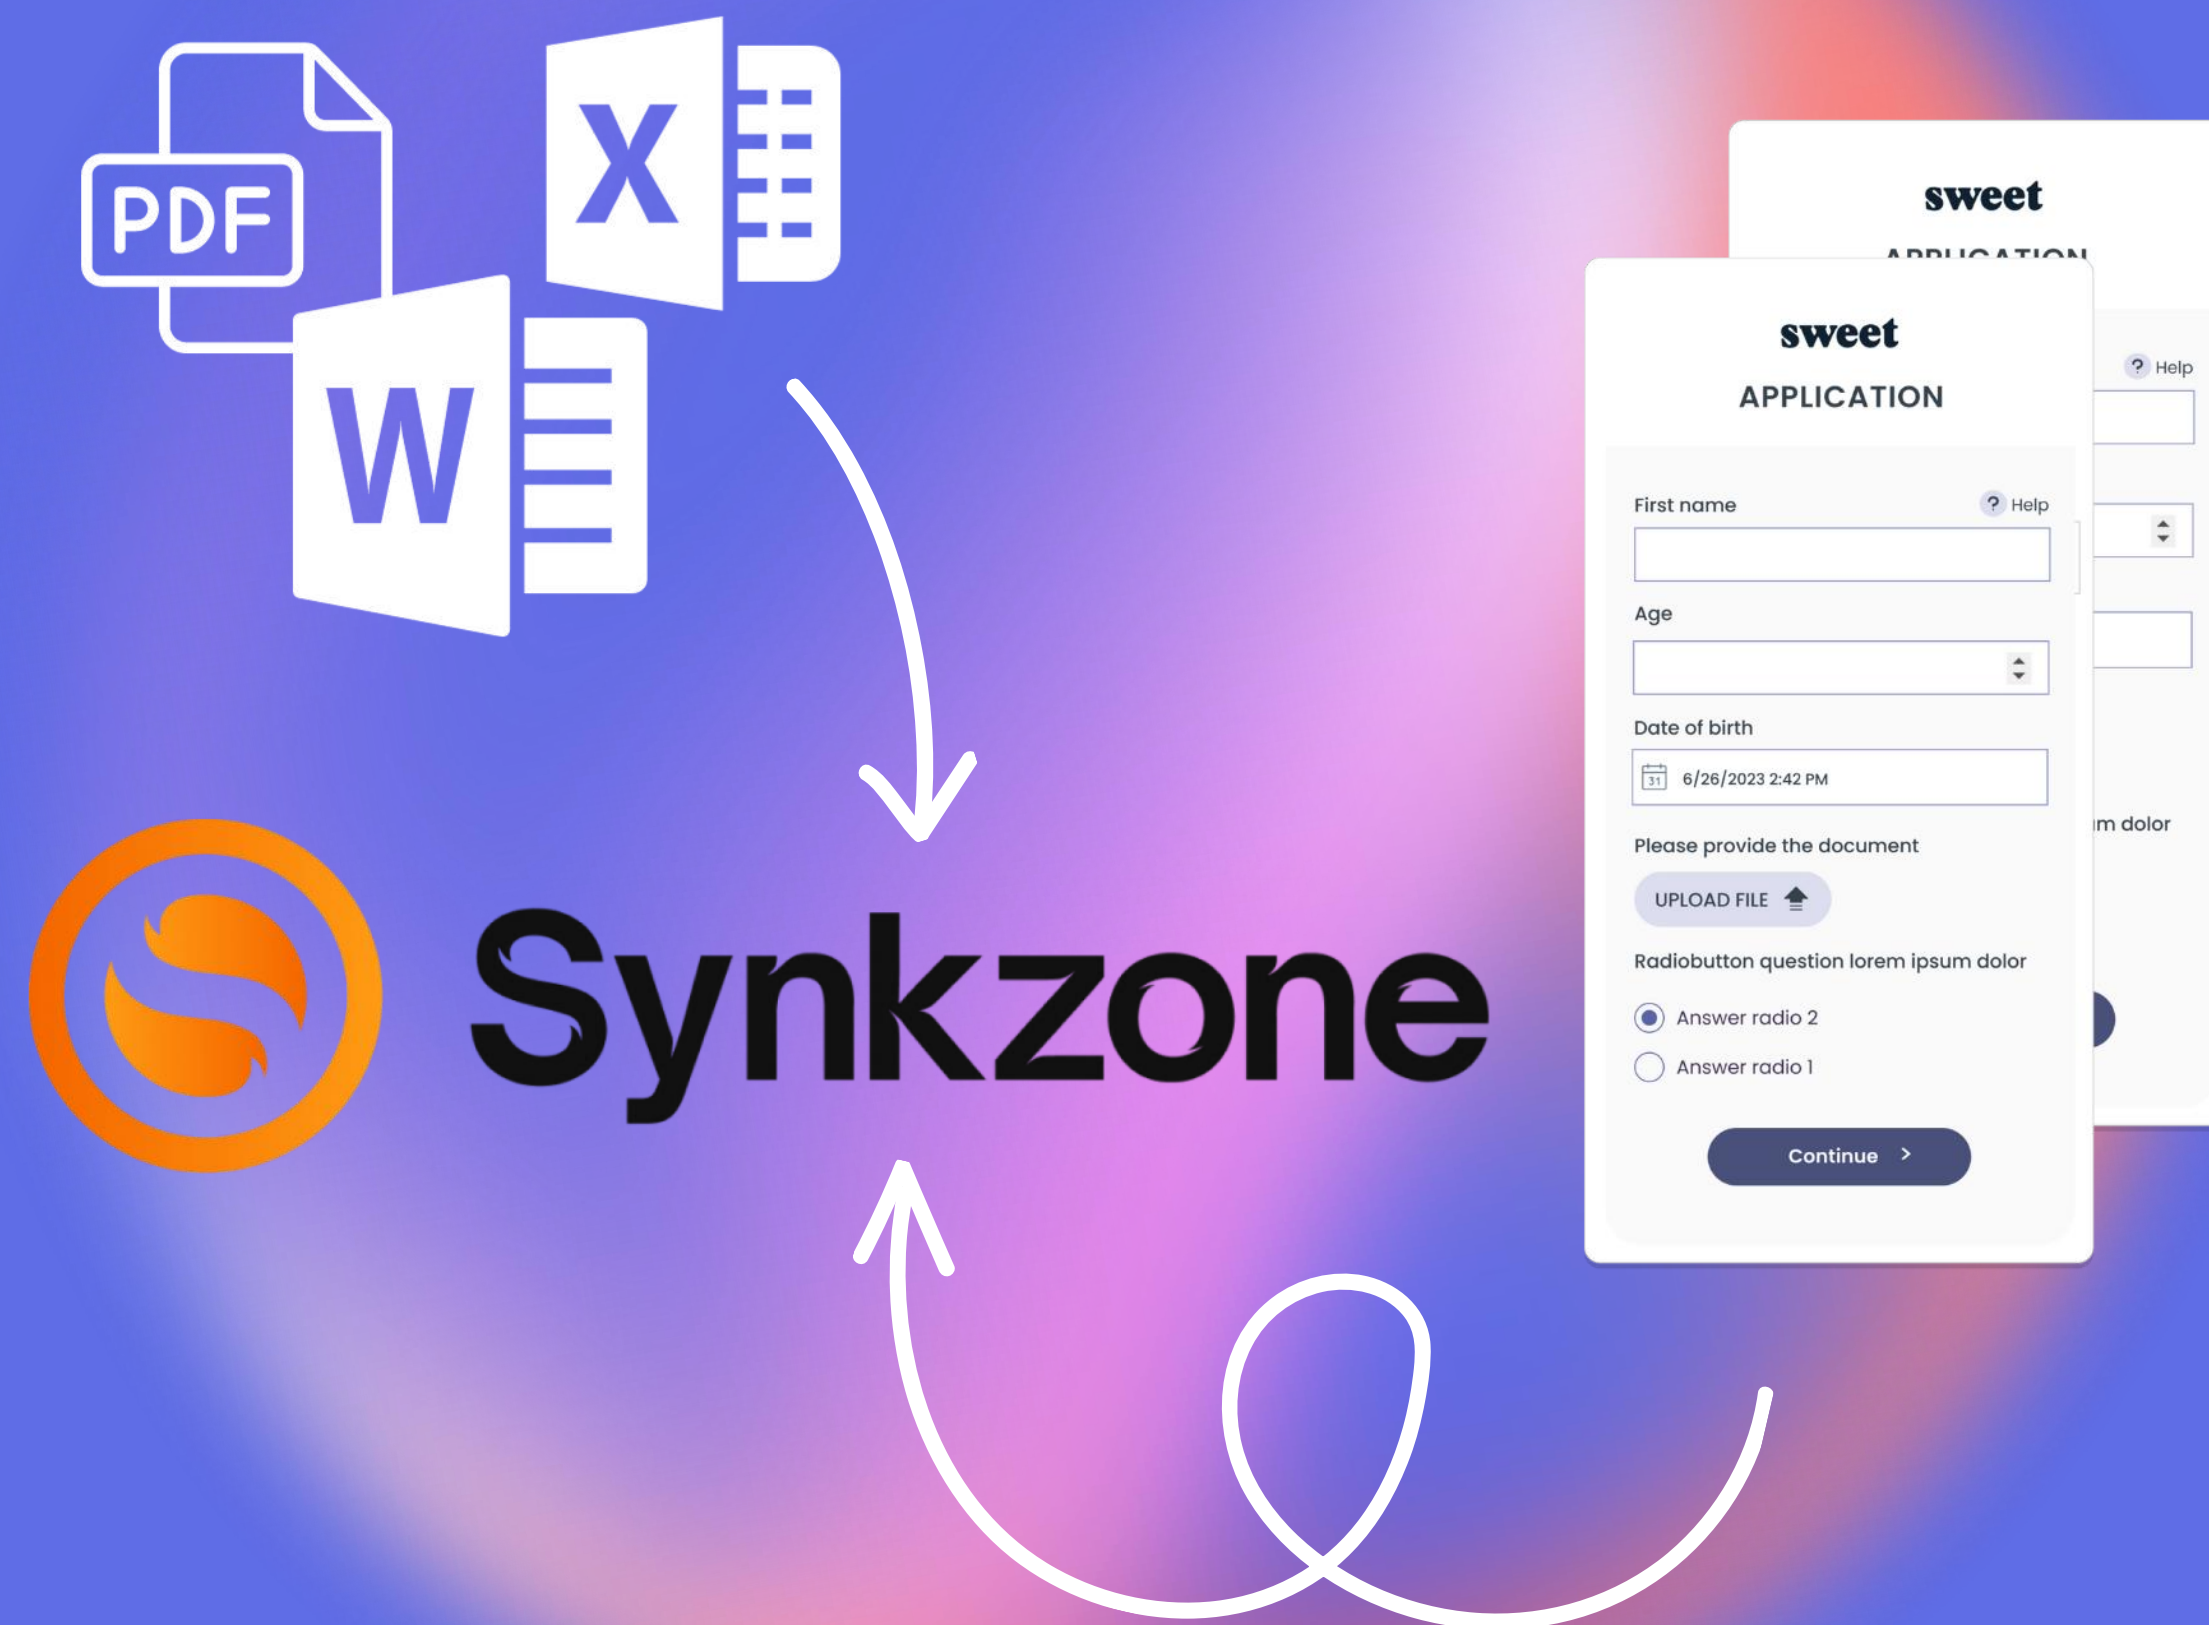 PDF
X
W
Synkzone
sweet
APPLICATION
? Help
m dolor
sweet
APPLICATION
First name
? Help
Age
Date of birth
31
6/26/2023 2:42 PM
Please provide the document
UPLOAD FILE
Radiobutton question lorem ipsum dolor
Answer radio 2
Answer radio 1
Continue >